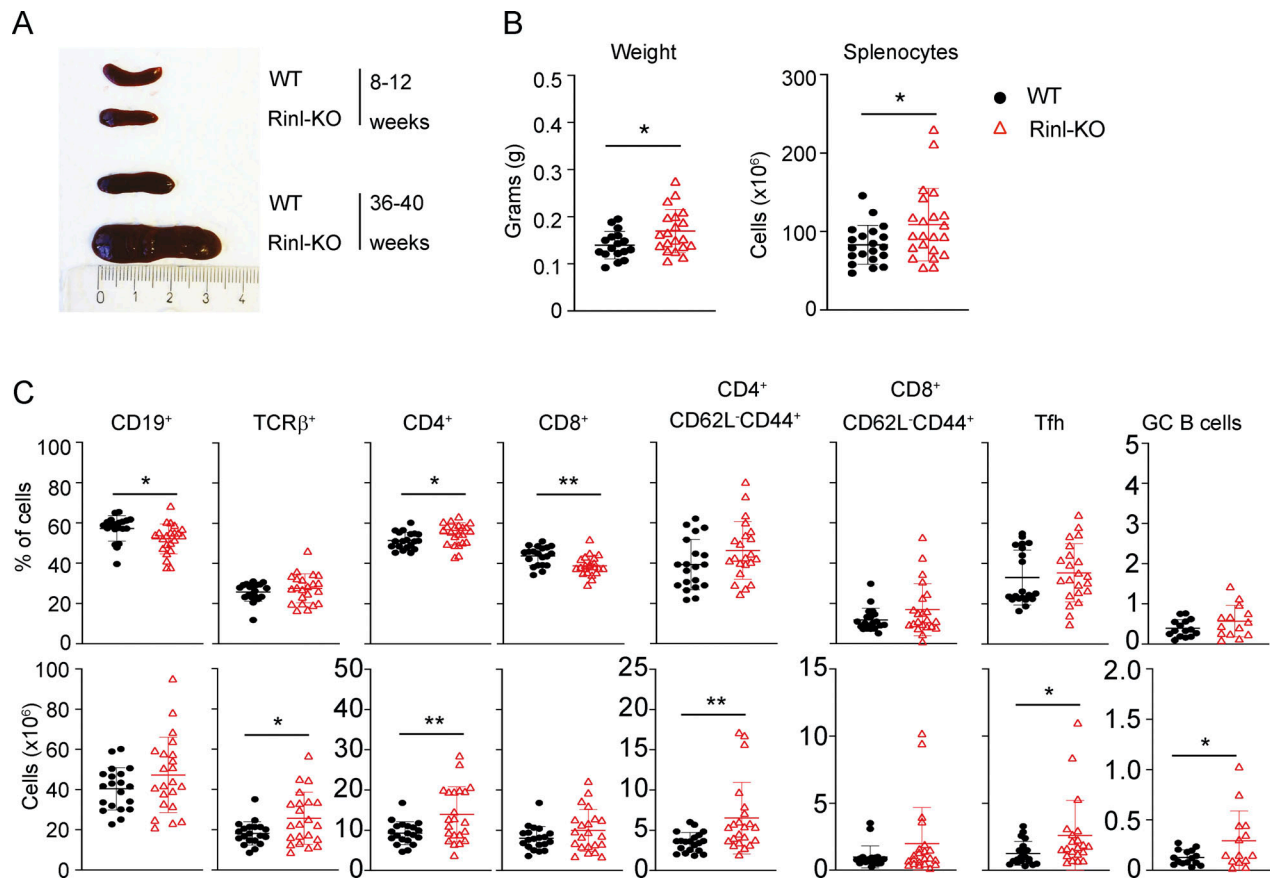 A
WT
8-12
Rinl-KO
weeks
WT
36-40
Rinl-KO
weeks
0 1 2 3 4
B
Weight
Splenocytes
0.5
0.4
0.3
0.2
0.1
0
Grams (g)
*
300
200
100
0
Cells (x10⁶)
*
WT
Rinl-KO
C
CD19⁺
TCRβ⁺
CD4⁺
CD8⁺
CD4⁺
CD62L⁻CD44⁺
CD8⁺
CD62L⁻CD44⁺
Tfh
GC B cells
% of cells
100
80
60
40
20
0
*
*
**
5
4
3
2
1
0
Cells (x10⁶)
100
80
60
40
20
0
*
50
40
30
20
10
0
**
25
20
15
10
5
0
**
15
10
5
0
*
2.0
1.5
1.0
0.5
0
*